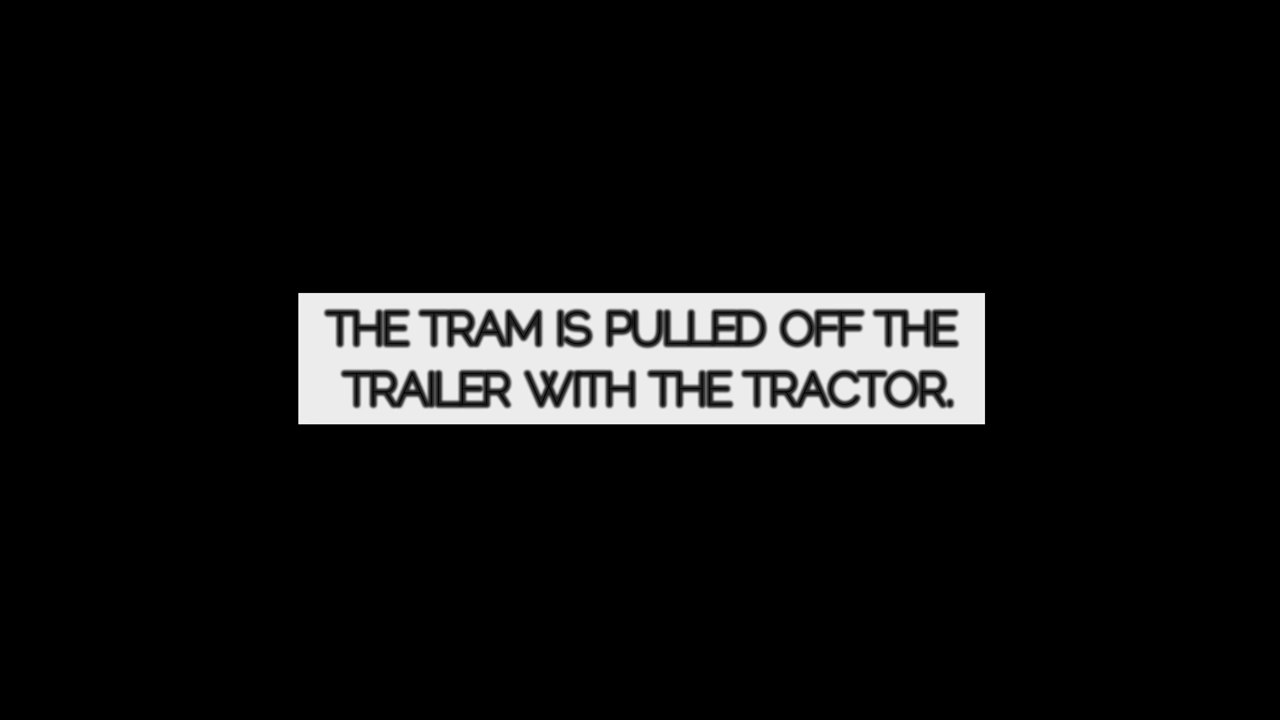 THE TRAM IS PULLED OFF THE
TRAILER WITH THE TRACTOR.